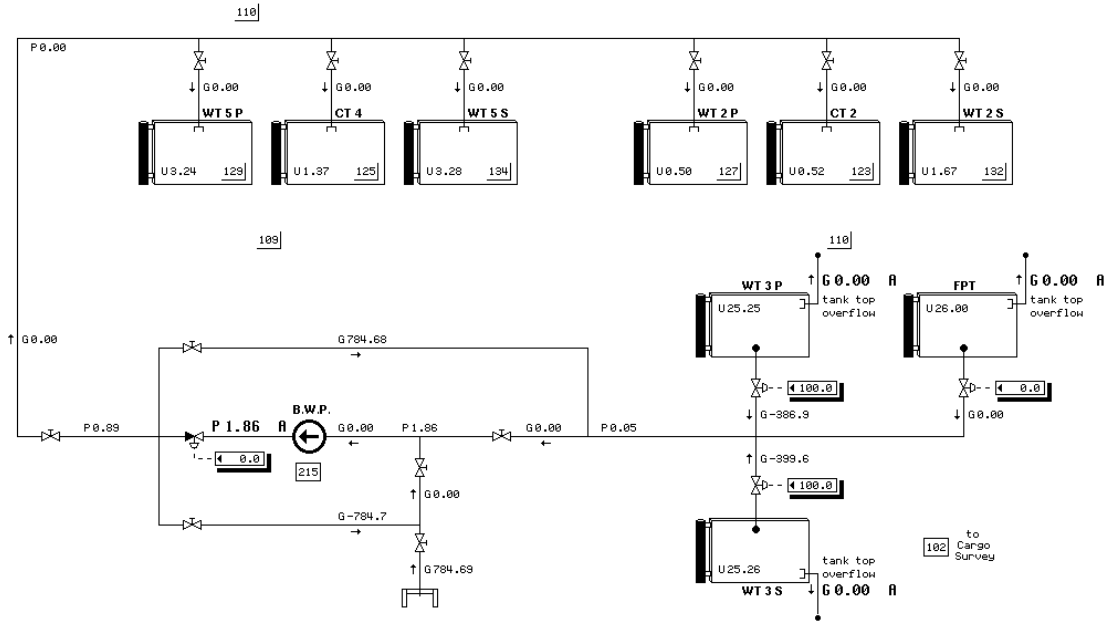 110
P0.00
G0.00 G0.00 G0.00 G0.00 G0.00 G0.00
WT 5 P CT 4 WT 5 S WT 2 P CT 2 WT 2 S
U3.24 129 U1.37 125 U3.28 134 U0.50 127 U0.52 123 U1.67 132
109 110
WT 3 P G0.00 A FPT G0.00 A
U25.25 tank top U26.00 tank top
overflow overflow
G0.00 G784.68
100.0 0.0
B.W.P. G-386.9 G0.00
P0.89 P 1.86 A G0.00 P1.86 G0.00 P0.05
0.0 215 G-399.6
G0.00 100.0
G-784.7
to
102 Cargo
Survey
tank top
U25.26 overflow
G784.69 WT 3 S G0.00 A